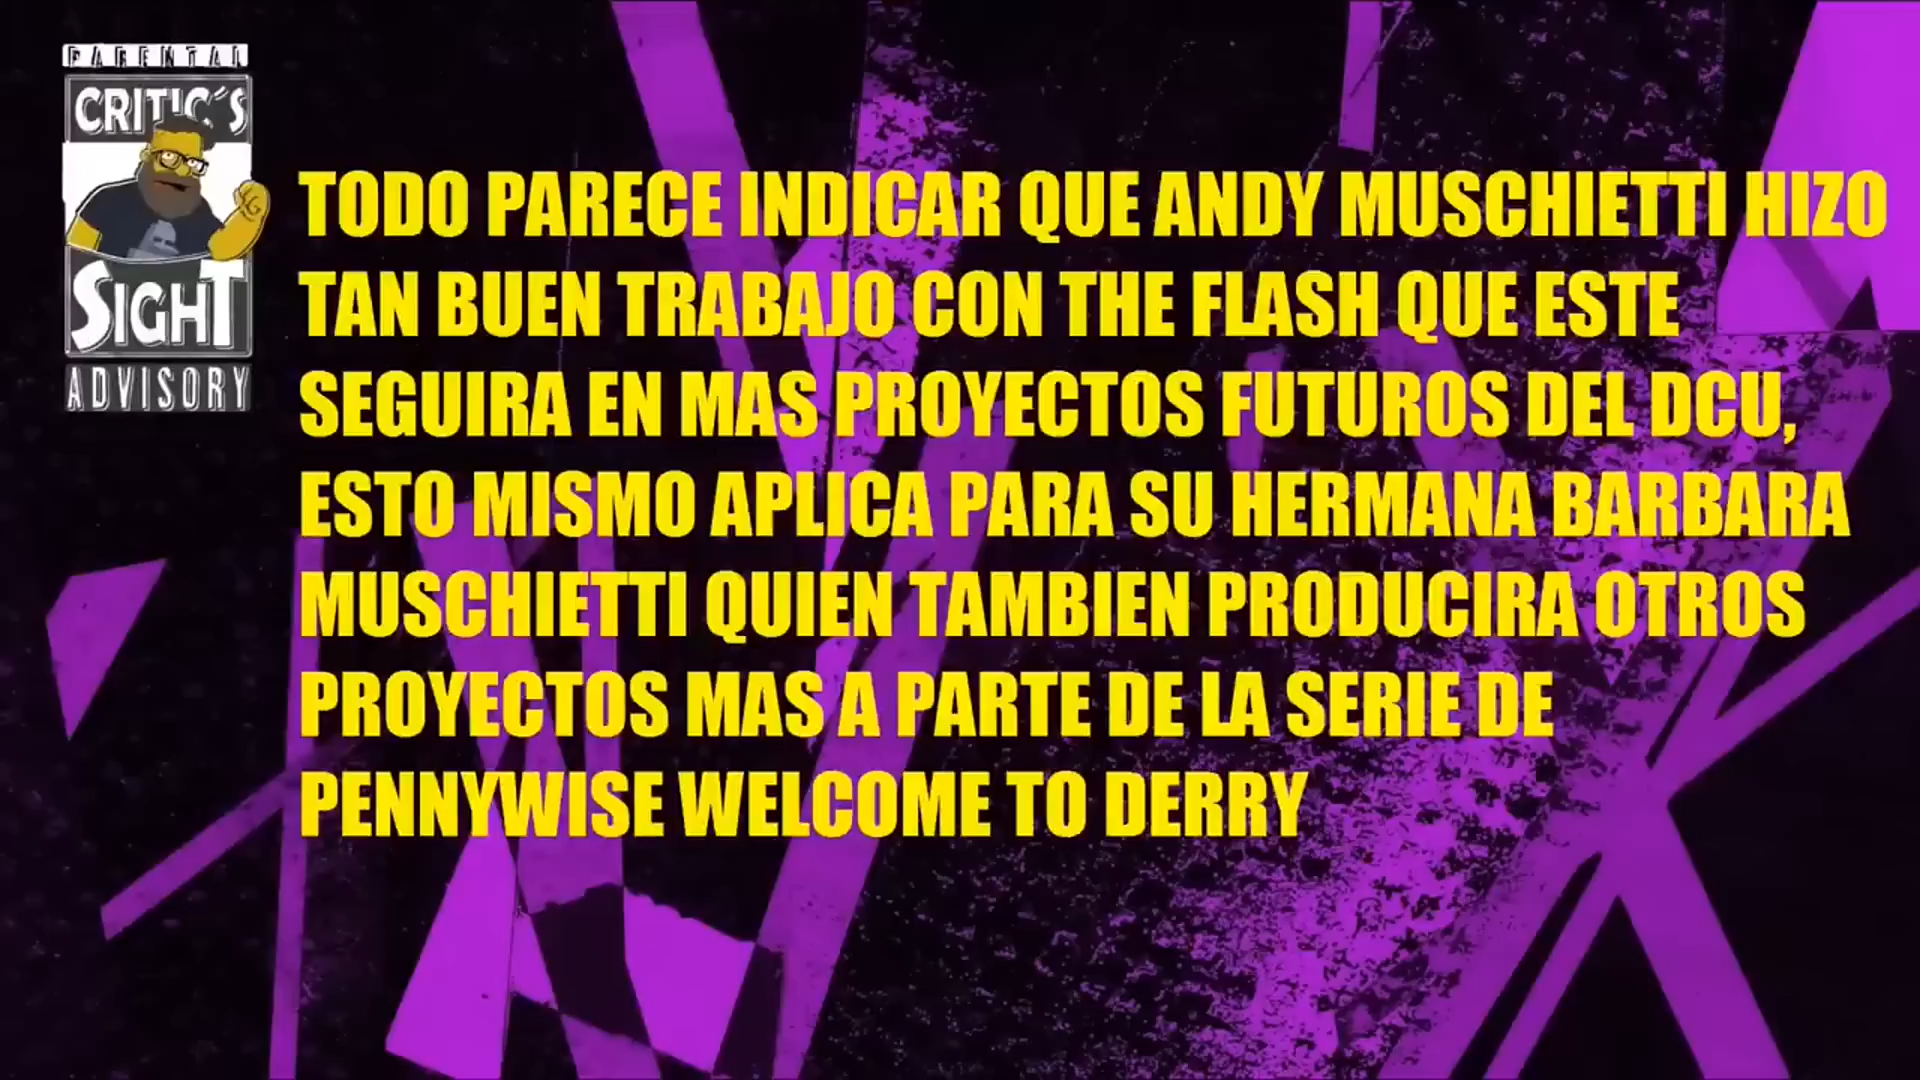 PARENTAL
CRITIC´S
SIGHT
ADVISORY
TODO PARECE INDICAR QUE ANDY MUSCHIETTI HIZO
TAN BUEN TRABAJO CON THE FLASH QUE ESTE
SEGUIRA EN MAS PROYECTOS FUTUROS DEL DCU,
ESTO MISMO APLICA PARA SU HERMANA BARBARA
MUSCHIETTI QUIEN TAMBIEN PRODUCIRA OTROS
PROYECTOS MAS A PARTE DE LA SERIE DE
PENNYWISE WELCOME TO DERRY